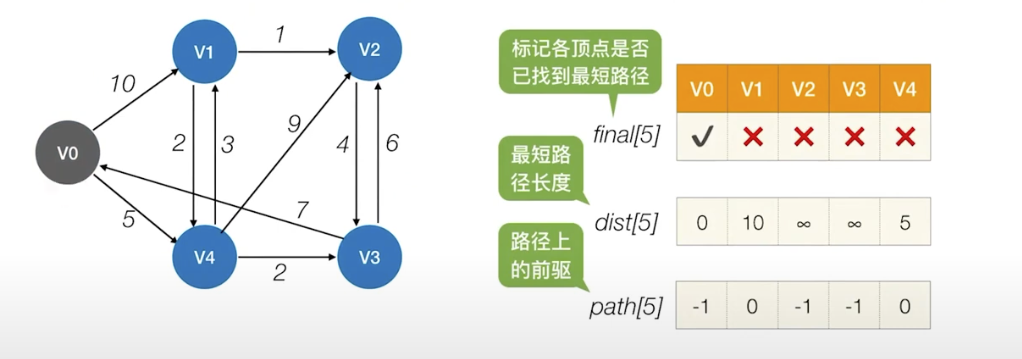 V0
V1
V2
V3
V4
10
5
1
2
3
9
4
6
7
2
标记各顶点是否
已找到最短路径
V0 V1 V2 V3 V4
final[5] ✓ ✕ ✕ ✕ ✕
最短路
径长度
dist[5] 0 10 ∞ ∞ 5
路径上
的前驱
path[5] -1 0 -1 -1 0